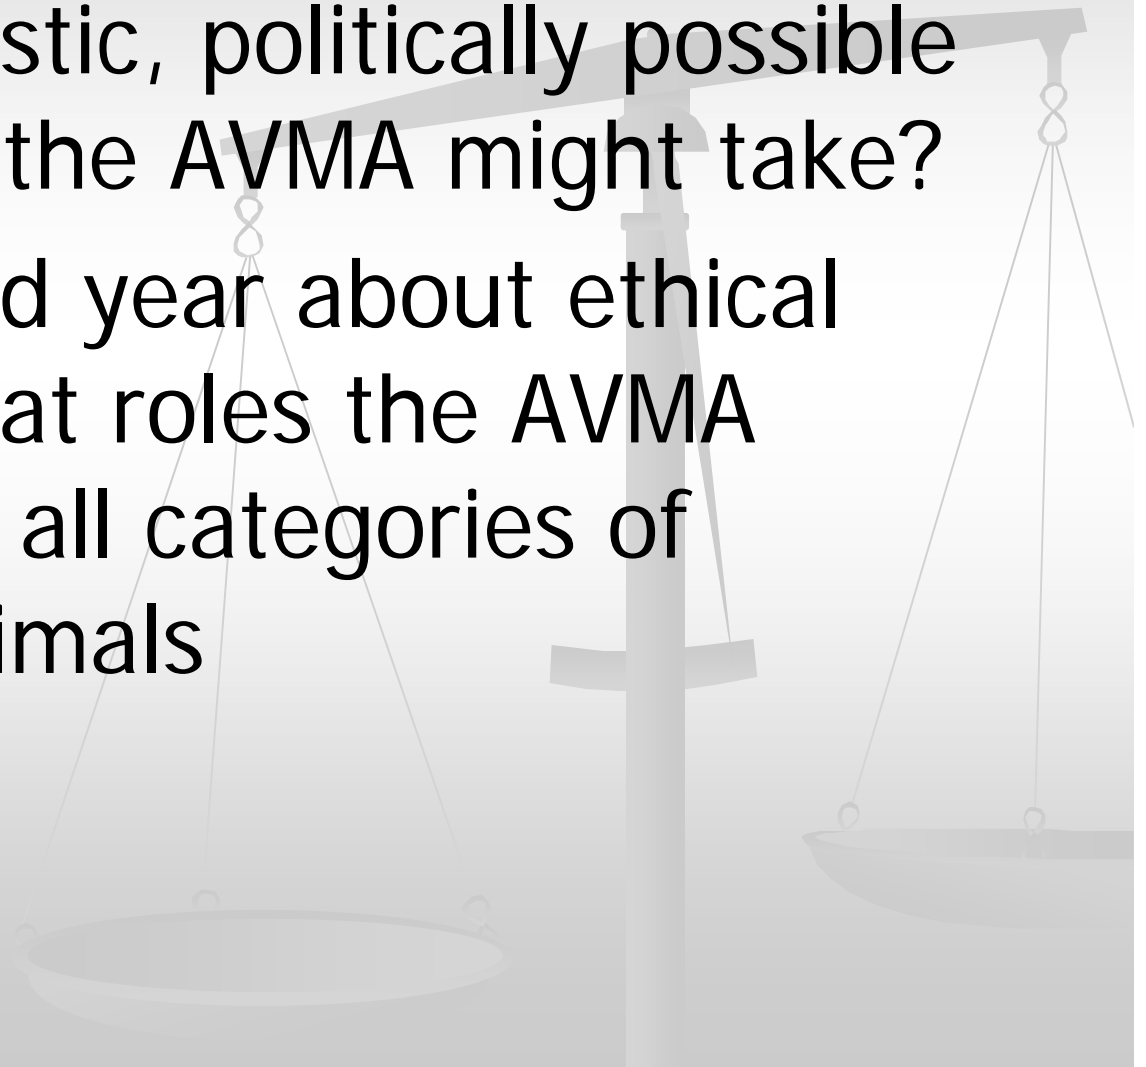 stic, politically possible
the AVMA might take?
d year about ethical
at roles the AVMA
all categories of
imals